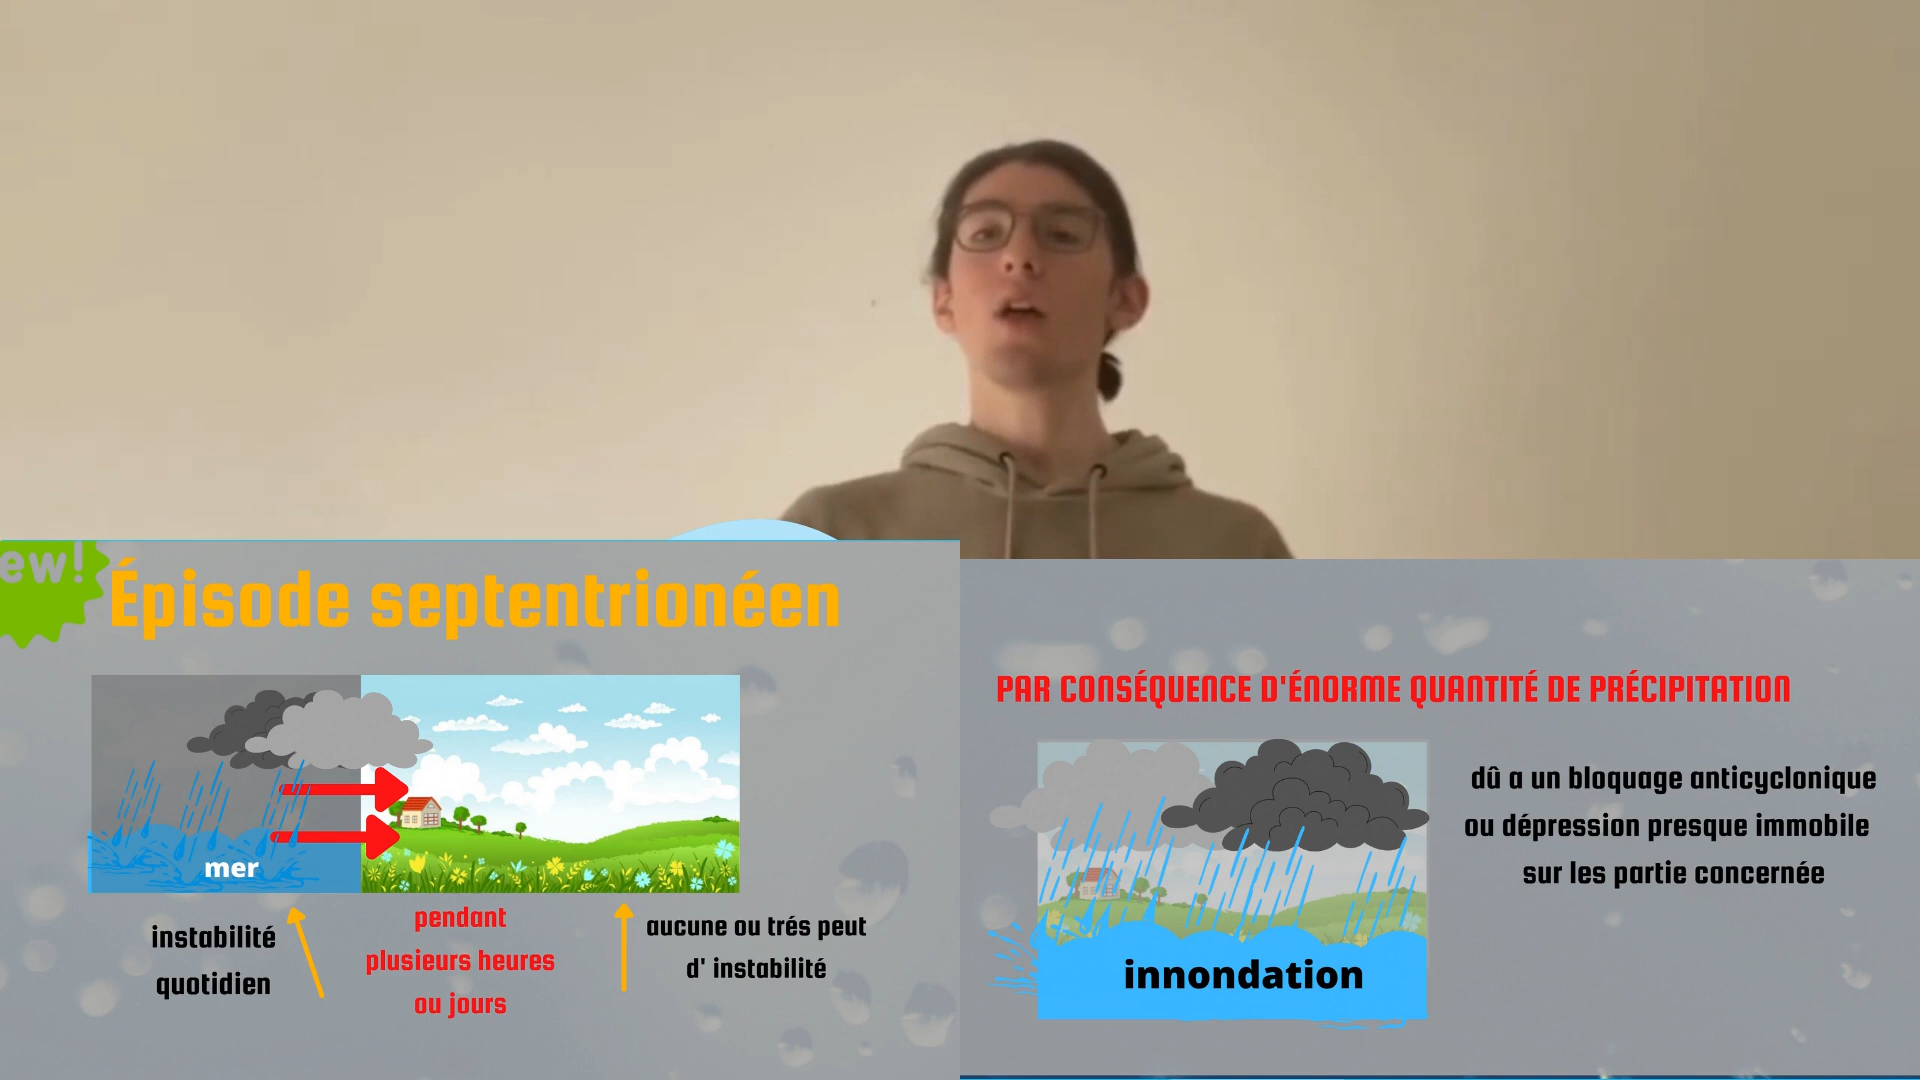 ew!
Épisode septentrionéen
mer
instabilité
quotidien
pendant
plusieurs heures
ou jours
aucune ou trés peut
d' instabilité
PAR CONSÉQUENCE D'ÉNORME QUANTITÉ DE PRÉCIPITATION
innondation
dû a un bloquage anticyclonique
ou dépression presque immobile
sur les partie concernée